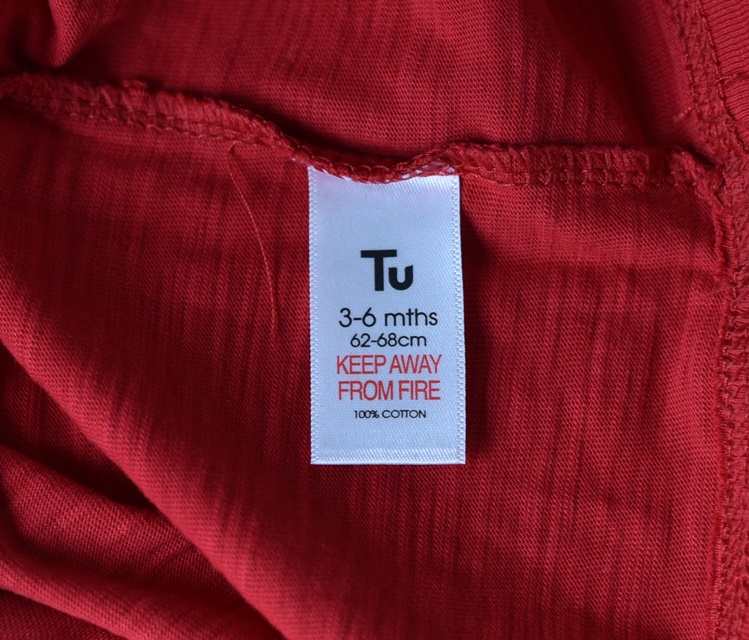 Tu
3-6 mths
62-68cm
KEEP AWAY
FROM FIRE
100% COTTON